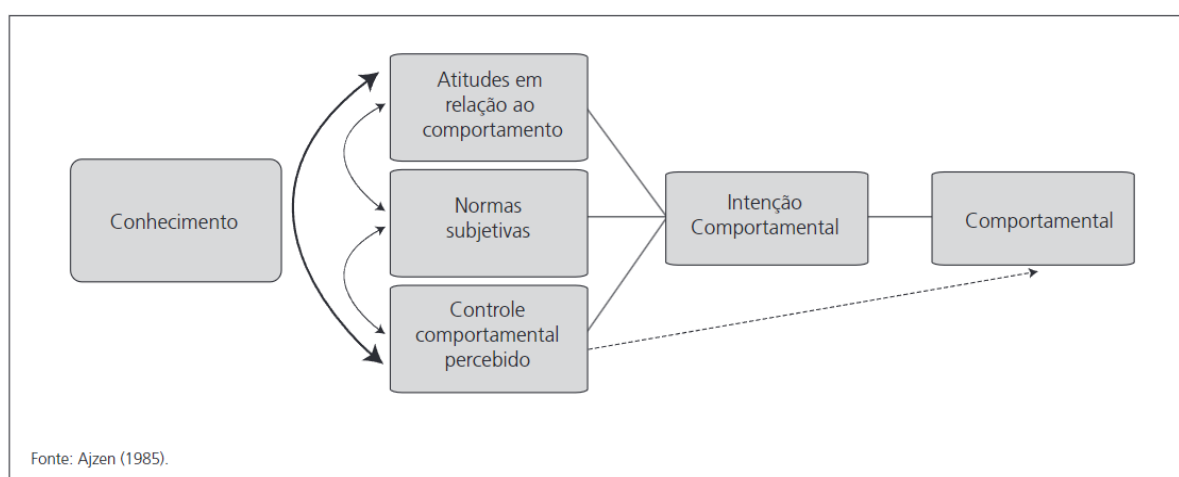 Conhecimento
Atitudes em
relação ao
comportamento
Normas
subjetivas
Controle
comportamental
percebido
Intenção
Comportamental
Comportamental
Fonte: Ajzen (1985).